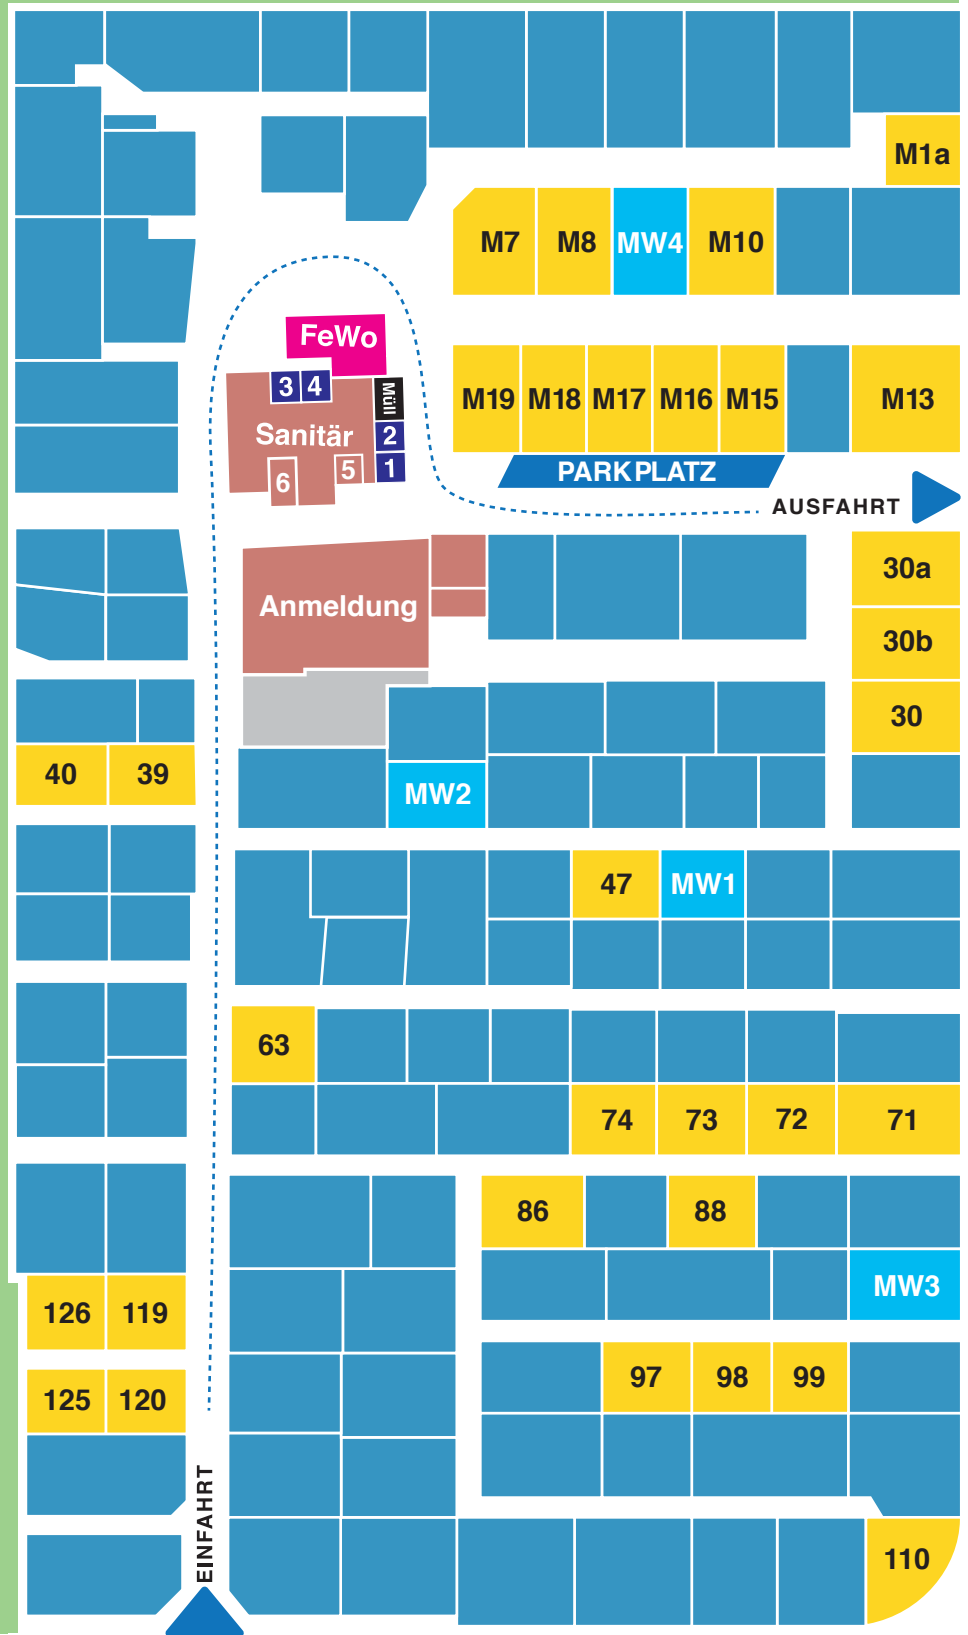 M1a
M7 M8 MW4 M10
FeWo
M19 M18 M17 M16 M15 M13
3 4 Müll
Sanitär 2
6 5 1
PARKPLATZ
AUSFAHRT
30a
Anmeldung
30b
30
40 39
MW2
47 MW1
63
74 73 72 71
86 88
MW3
126 119
97 98 99
125 120
EINFAHRT
110